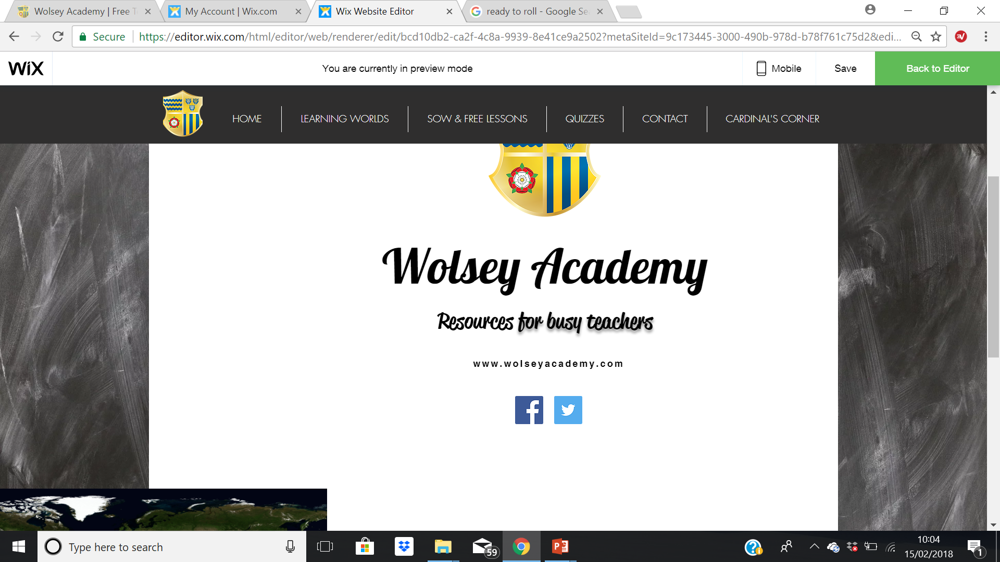 Wolsey Academy | Free T
My Account | Wix.com
Wix Website Editor
ready to roll - Google Se
Secure
https://editor.wix.com/html/editor/web/renderer/edit/bcd10db2-ca2f-4c8a-9939-8e41ce9a2502?metaSiteId=9c173445-3000-490b-978d-b78f761c75d2&edi...
WiX
You are currently in preview mode
Mobile
Save
Back to Editor
HOME
LEARNING WORLDS
SOW & FREE LESSONS
QUIZZES
CONTACT
CARDINAL'S CORNER
Wolsey Academy
Resources for busy teachers
www.wolseyacademy.com
Type here to search
59
10:04
15/02/2018
1